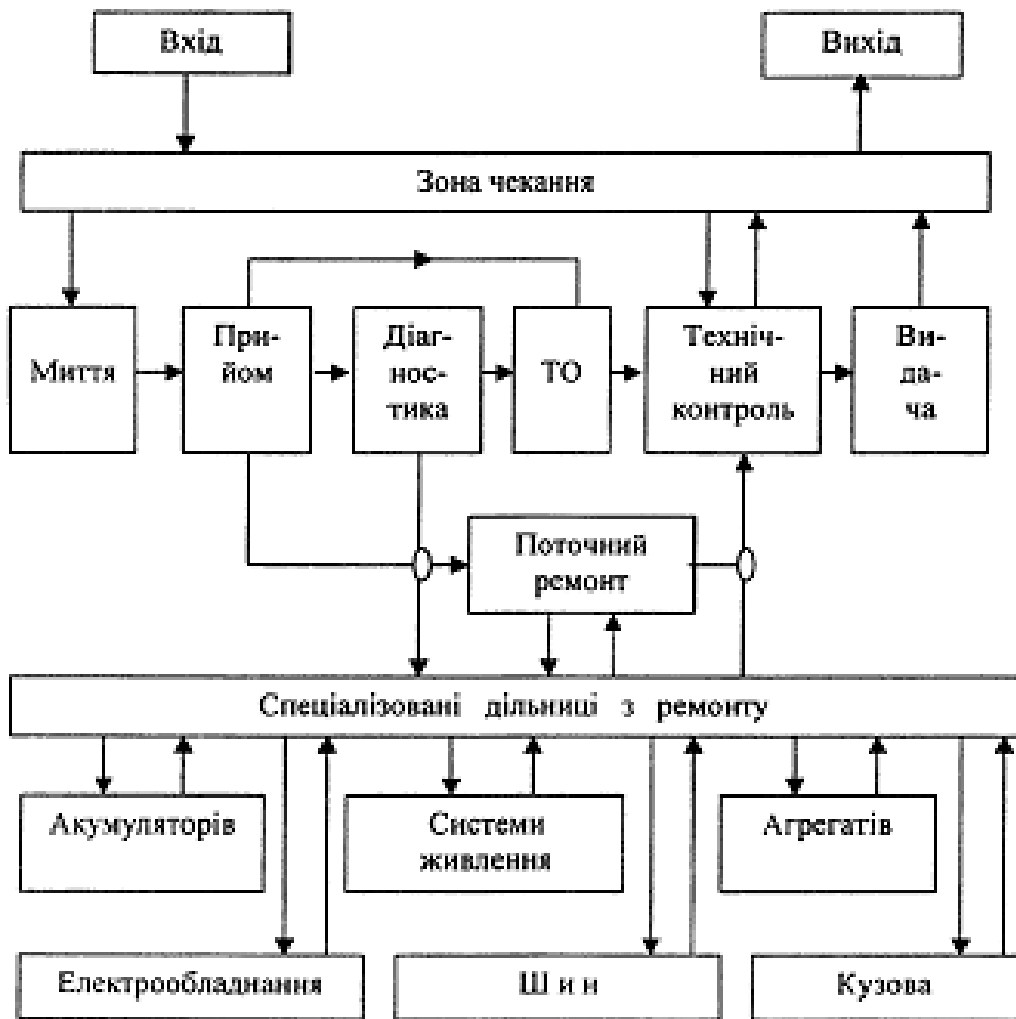 Вхід
Вихід
Зона чекання
Миття
При-
йом
Діаг-
нос-
тика
ТО
Техніч-
ний
контроль
Ви-
да-
ча
Поточний
ремонт
Спеціалізовані дільниці з ремонту
Акумуляторів
Системи
живлення
Агрегатів
Електрообладнання
Ш и н
Кузова